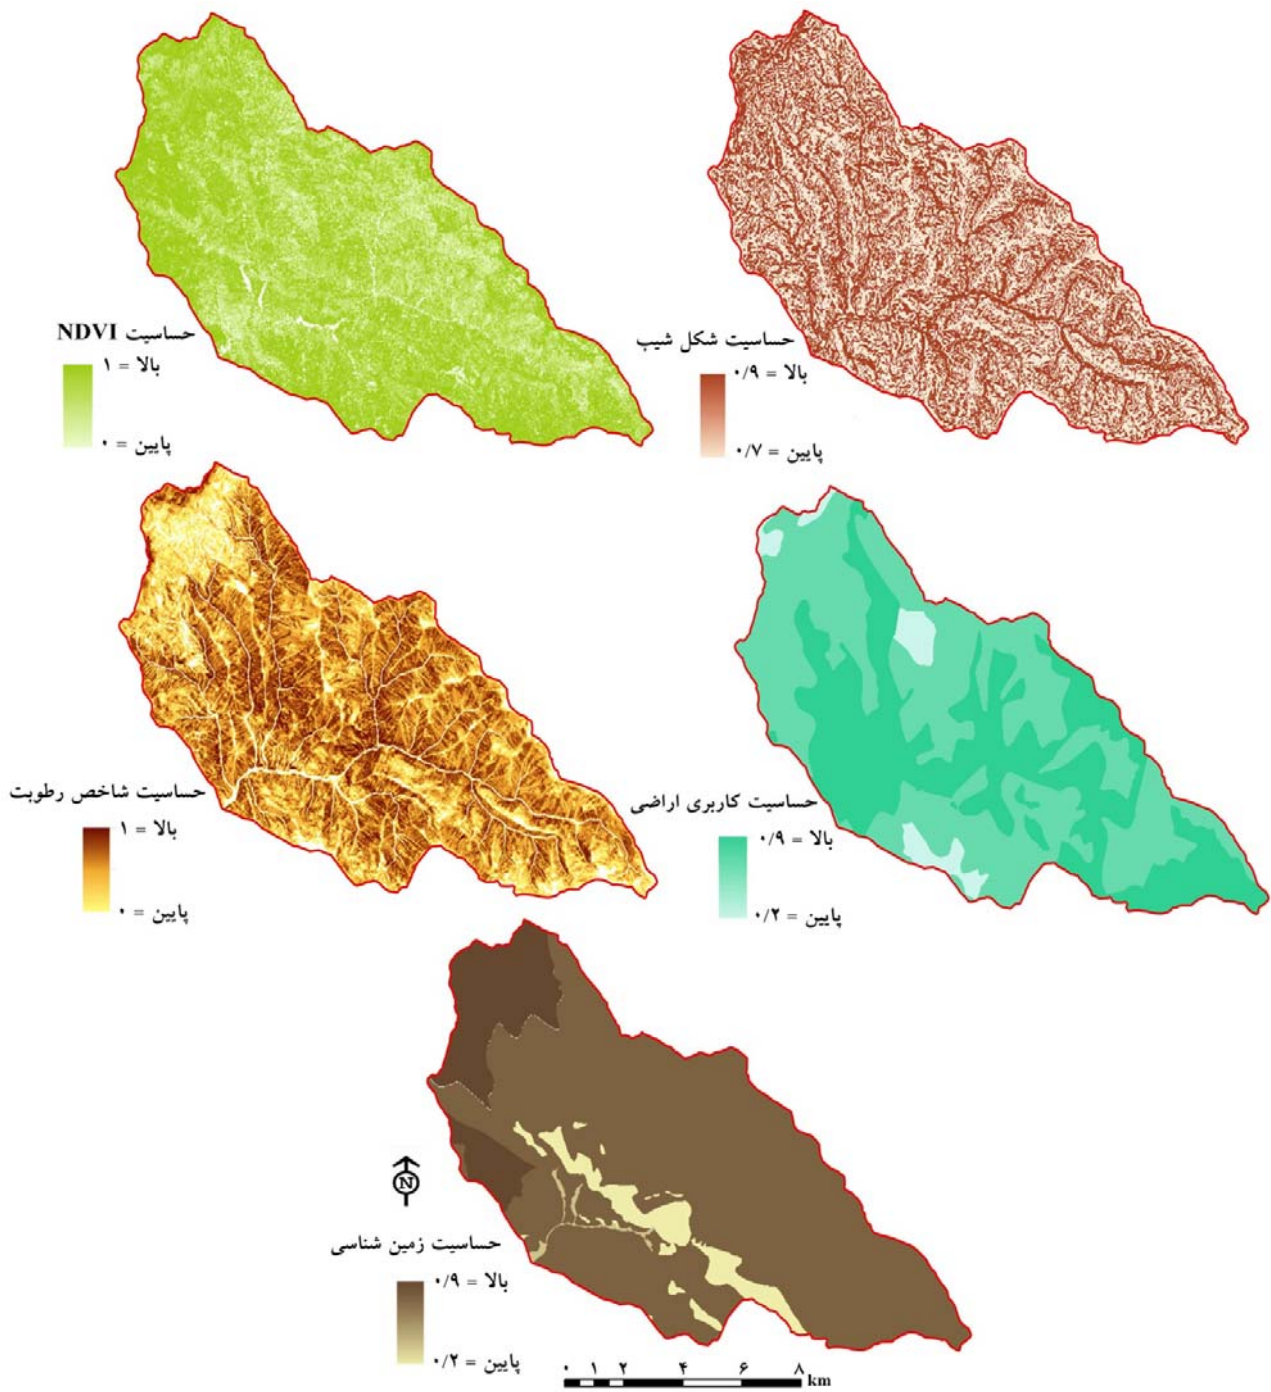 حساسیت NDVI
بالا = ۱
پایین = ۰
حساسیت شکل شیب
بالا = ۰/۹
پایین = ۰/۷
حساسیت شاخص رطوبت
بالا = ۱
پایین = ۰
حساسیت کاربری اراضی
بالا = ۰/۹
پایین = ۰/۲
N
حساسیت زمین شناسی
بالا = ۰/۹
پایین = ۰/۲
۰ ۱ ۲ ۴ ۶ ۸
km